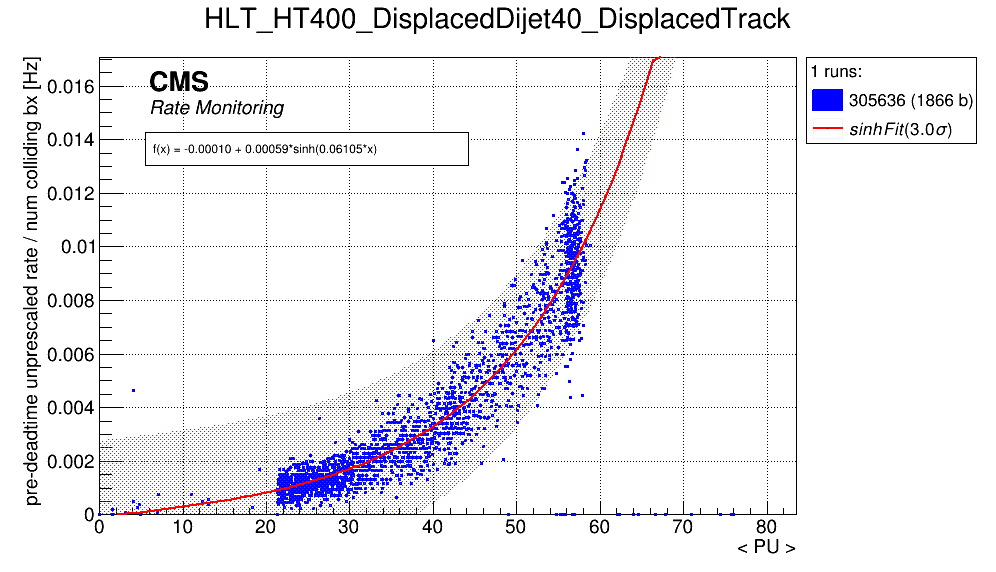 HLT_HT400_DisplacedDijet40_DisplacedTrack
pre-deadtime unprescaled rate / num colliding bx [Hz]
CMS
Rate Monitoring
f(x) = -0.00010 + 0.00059*sinh(0.06105*x)
1 runs:
305636 (1866 b)
sinhFit(3.0σ)
0.016
0.014
0.012
0.01
0.008
0.006
0.004
0.002
0
0 10 20 30 40 50 60 70 80
< PU >